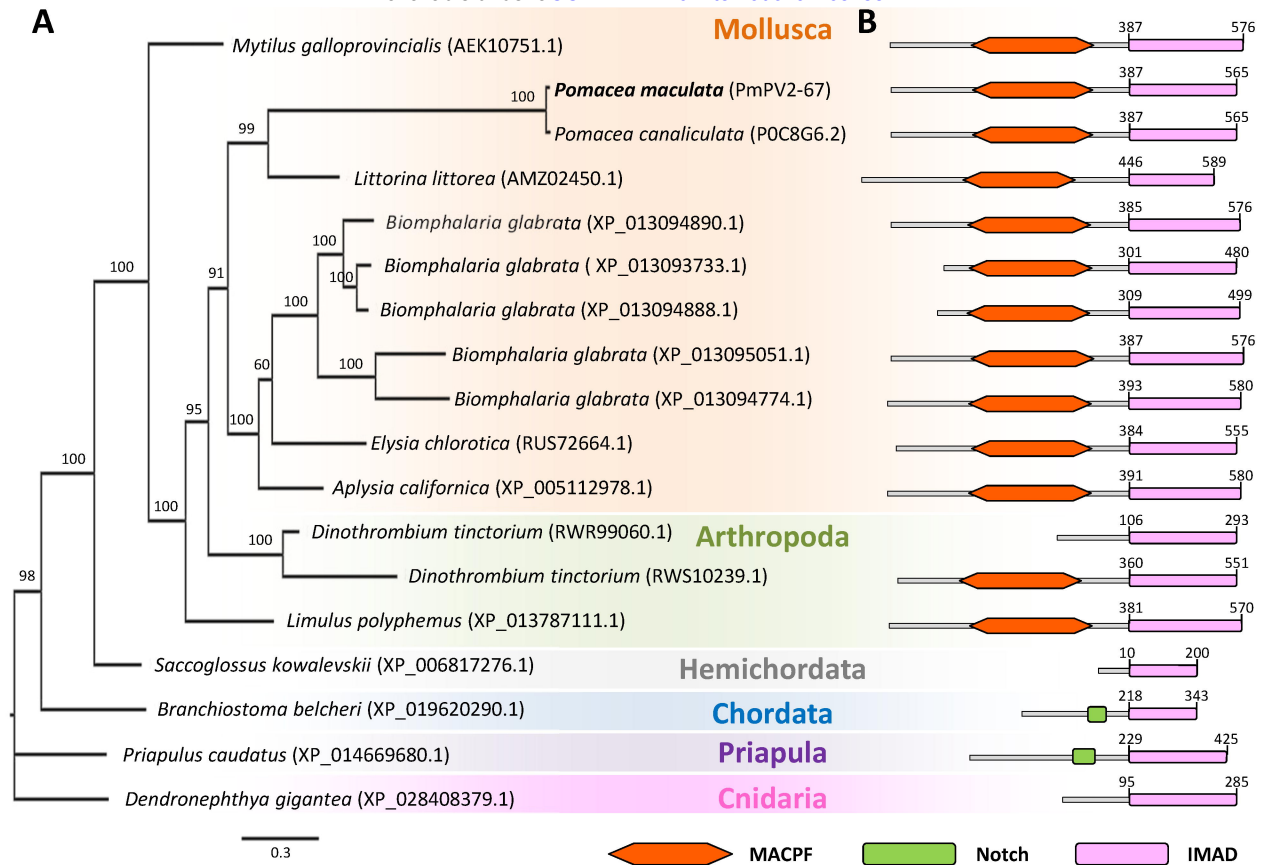 A
B
Mollusca
Mytilus galloprovincialis (AEK10751.1)
387 576
Pomacea maculata (PmPV2-67)
387 565
100
Pomacea canaliculata (P0C8G6.2)
387 565
99
Littorina littorea (AMZ02450.1)
446 589
Biomphalaria glabrata (XP_013094890.1)
385 576
100
Biomphalaria glabrata ( XP_013093733.1)
301 480
100
100
91
Biomphalaria glabrata (XP_013094888.1)
309 499
100
Biomphalaria glabrata (XP_013095051.1)
387 576
60
100
Biomphalaria glabrata (XP_013094774.1)
393 580
95
100
Elysia chlorotica (RUS72664.1)
384 555
100
Aplysia californica (XP_005112978.1)
391 580
100
Dinothrombium tinctorium (RWR99060.1)
Arthropoda
106 293
100
Dinothrombium tinctorium (RWS10239.1)
360 551
98
Limulus polyphemus (XP_013787111.1)
381 570
Saccoglossus kowalevskii (XP_006817276.1)
Hemichordata
10 200
Branchiostoma belcheri (XP_019620290.1)
Chordata
218 343
Priapulus caudatus (XP_014669680.1)
Priapula
229 425
Dendronephthya gigantea (XP_028408379.1)
Cnidaria
95 285
0.3
MACPF
Notch
IMAD